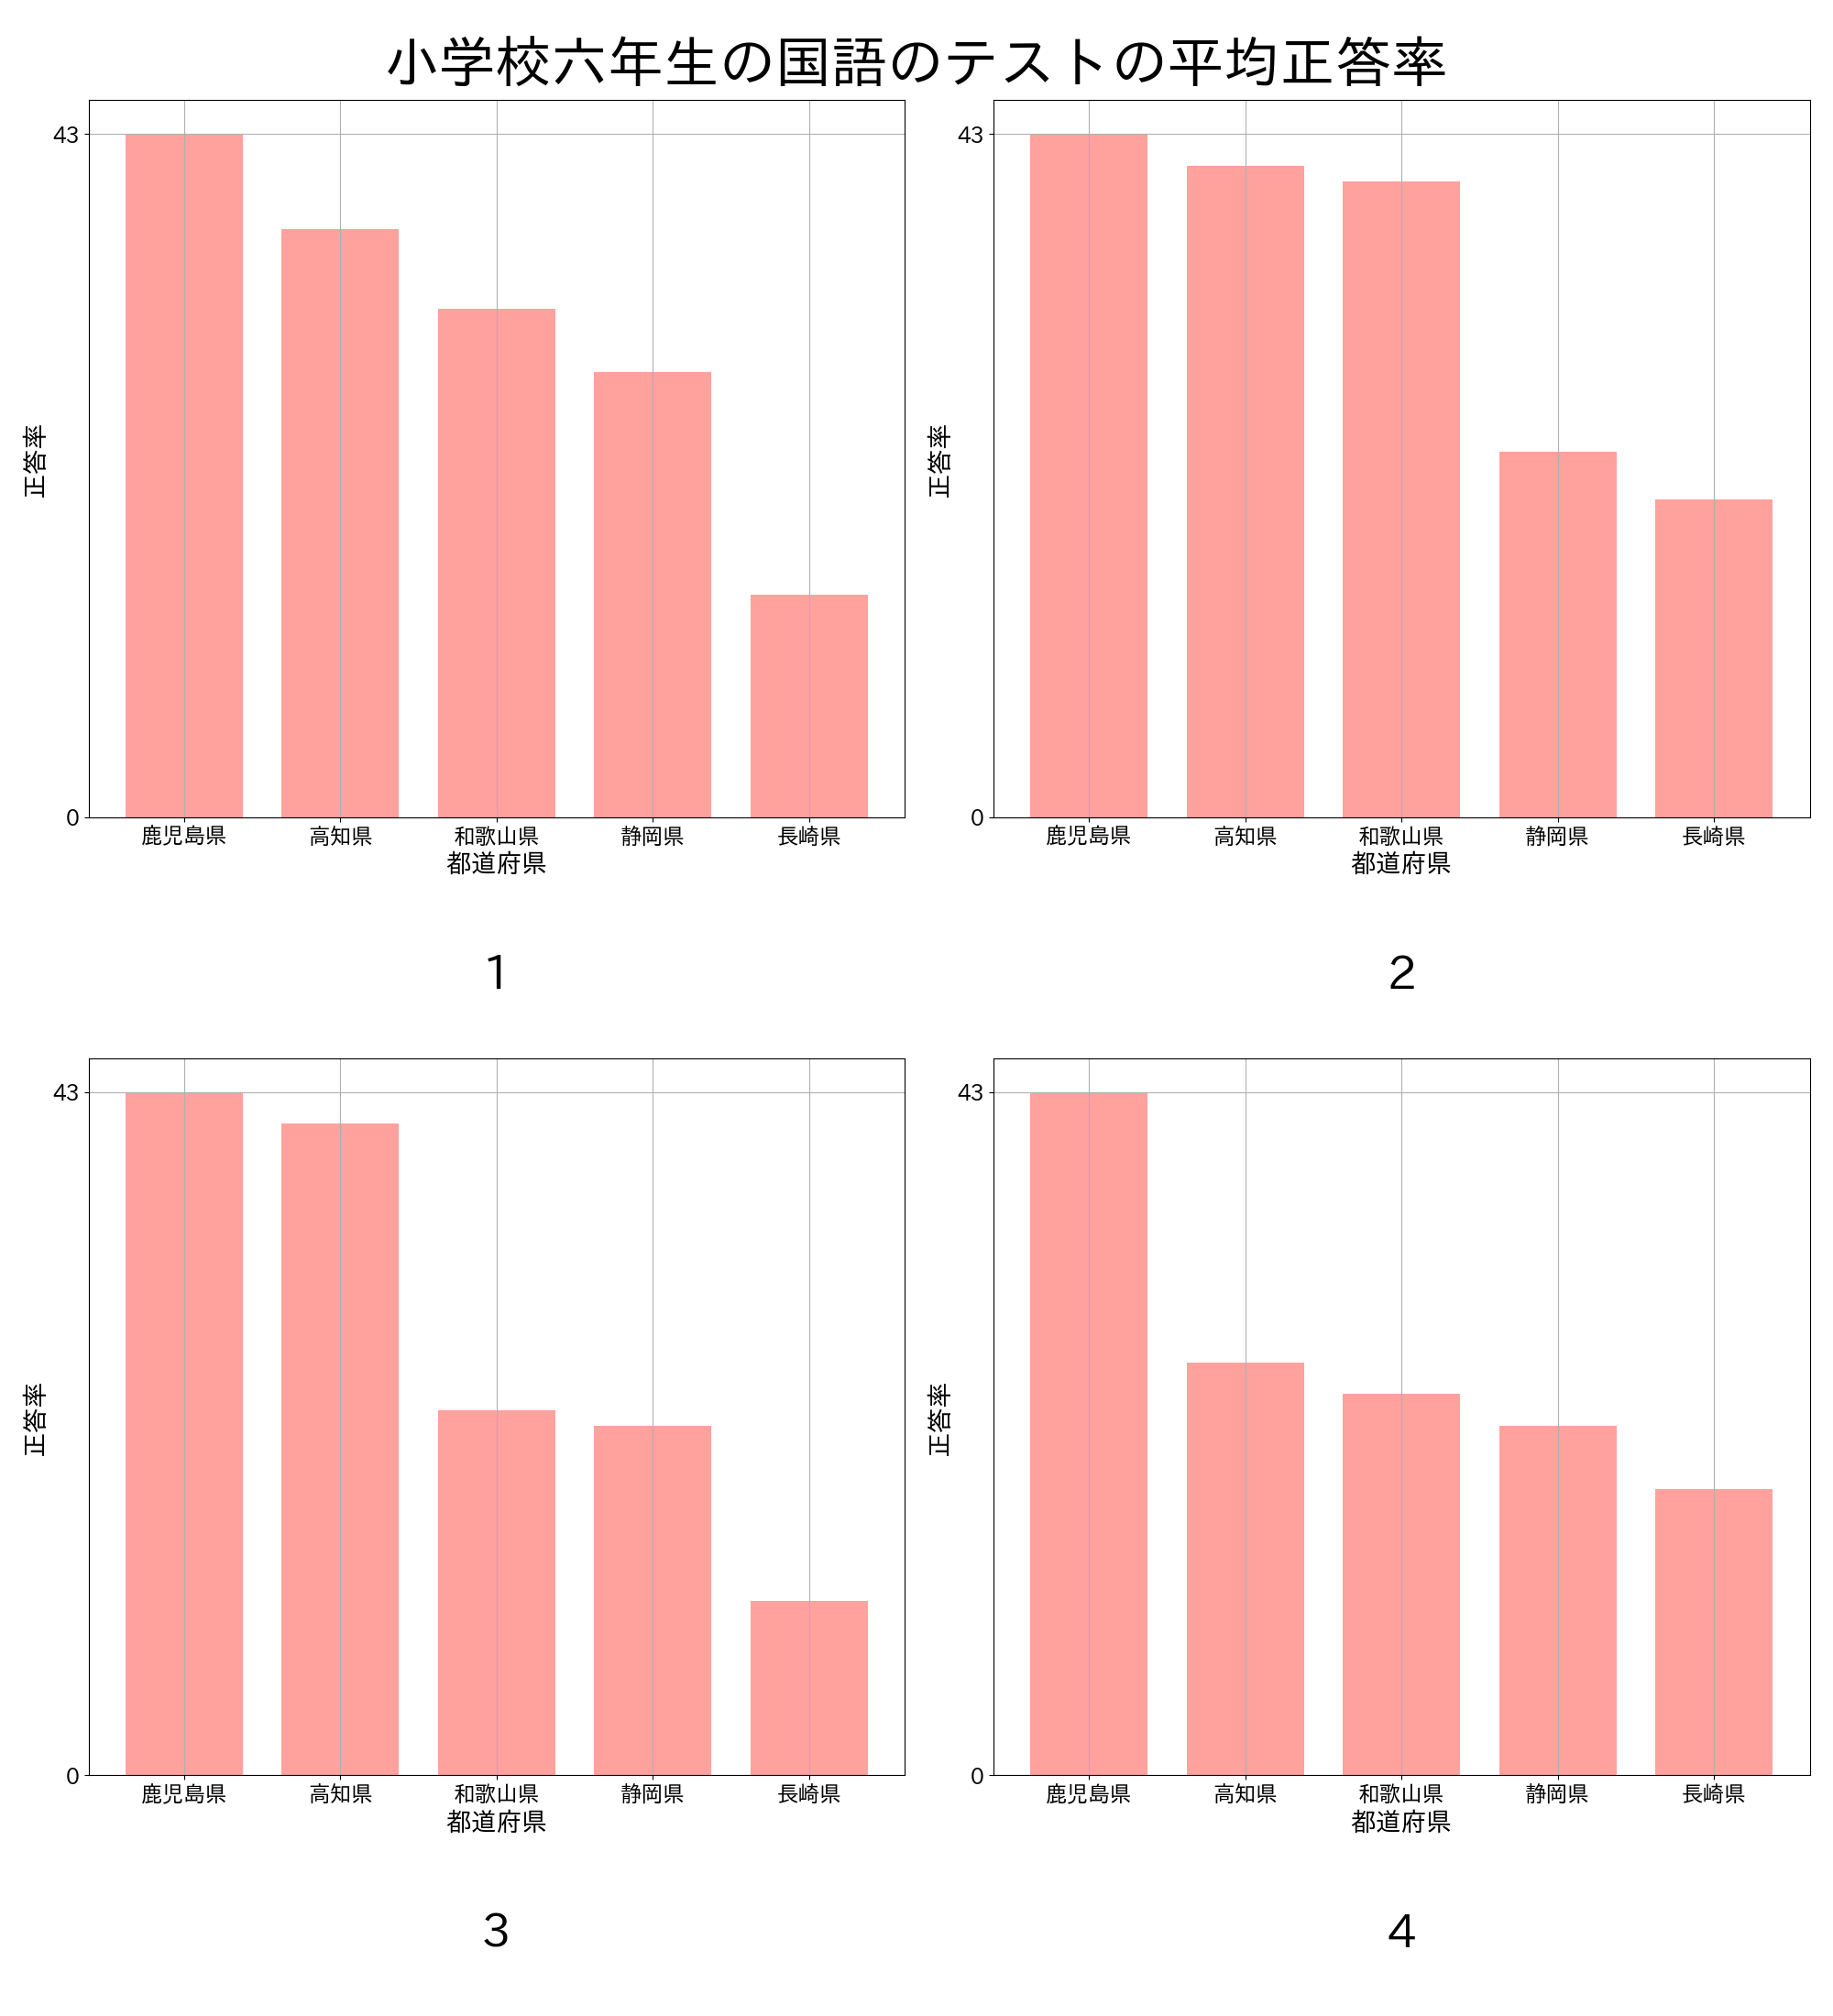 小学校六年生の国語のテストの平均正答率
43
0
正答率
鹿児島県 高知県 和歌山県 静岡県 長崎県
都道府県
1
43
0
正答率
鹿児島県 高知県 和歌山県 静岡県 長崎県
都道府県
2
43
0
正答率
鹿児島県 高知県 和歌山県 静岡県 長崎県
都道府県
3
43
0
正答率
鹿児島県 高知県 和歌山県 静岡県 長崎県
都道府県
4